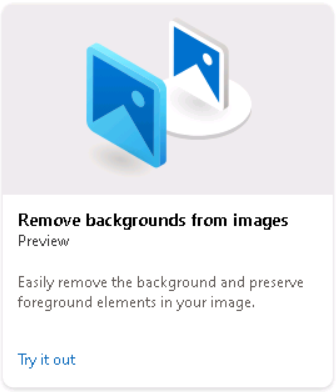 Remove backgrounds from images
Preview
Easily remove the background and preserve
foreground elements in your image.
Try it out